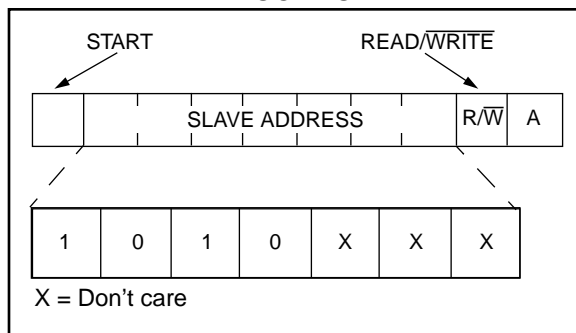 START READ/WRITE
SLAVE ADDRESS R/W A
1 0 1 0 X X X
X = Don't care